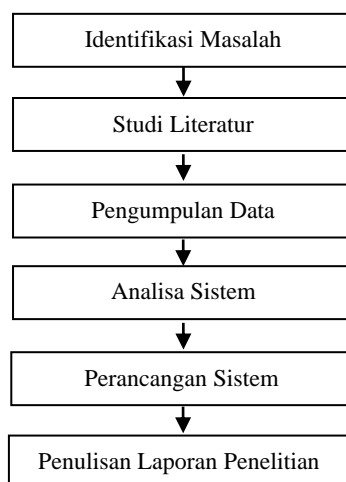 Identifikasi Masalah
Studi Literatur
Pengumpulan Data
Analisa Sistem
Perancangan Sistem
Penulisan Laporan Penelitian